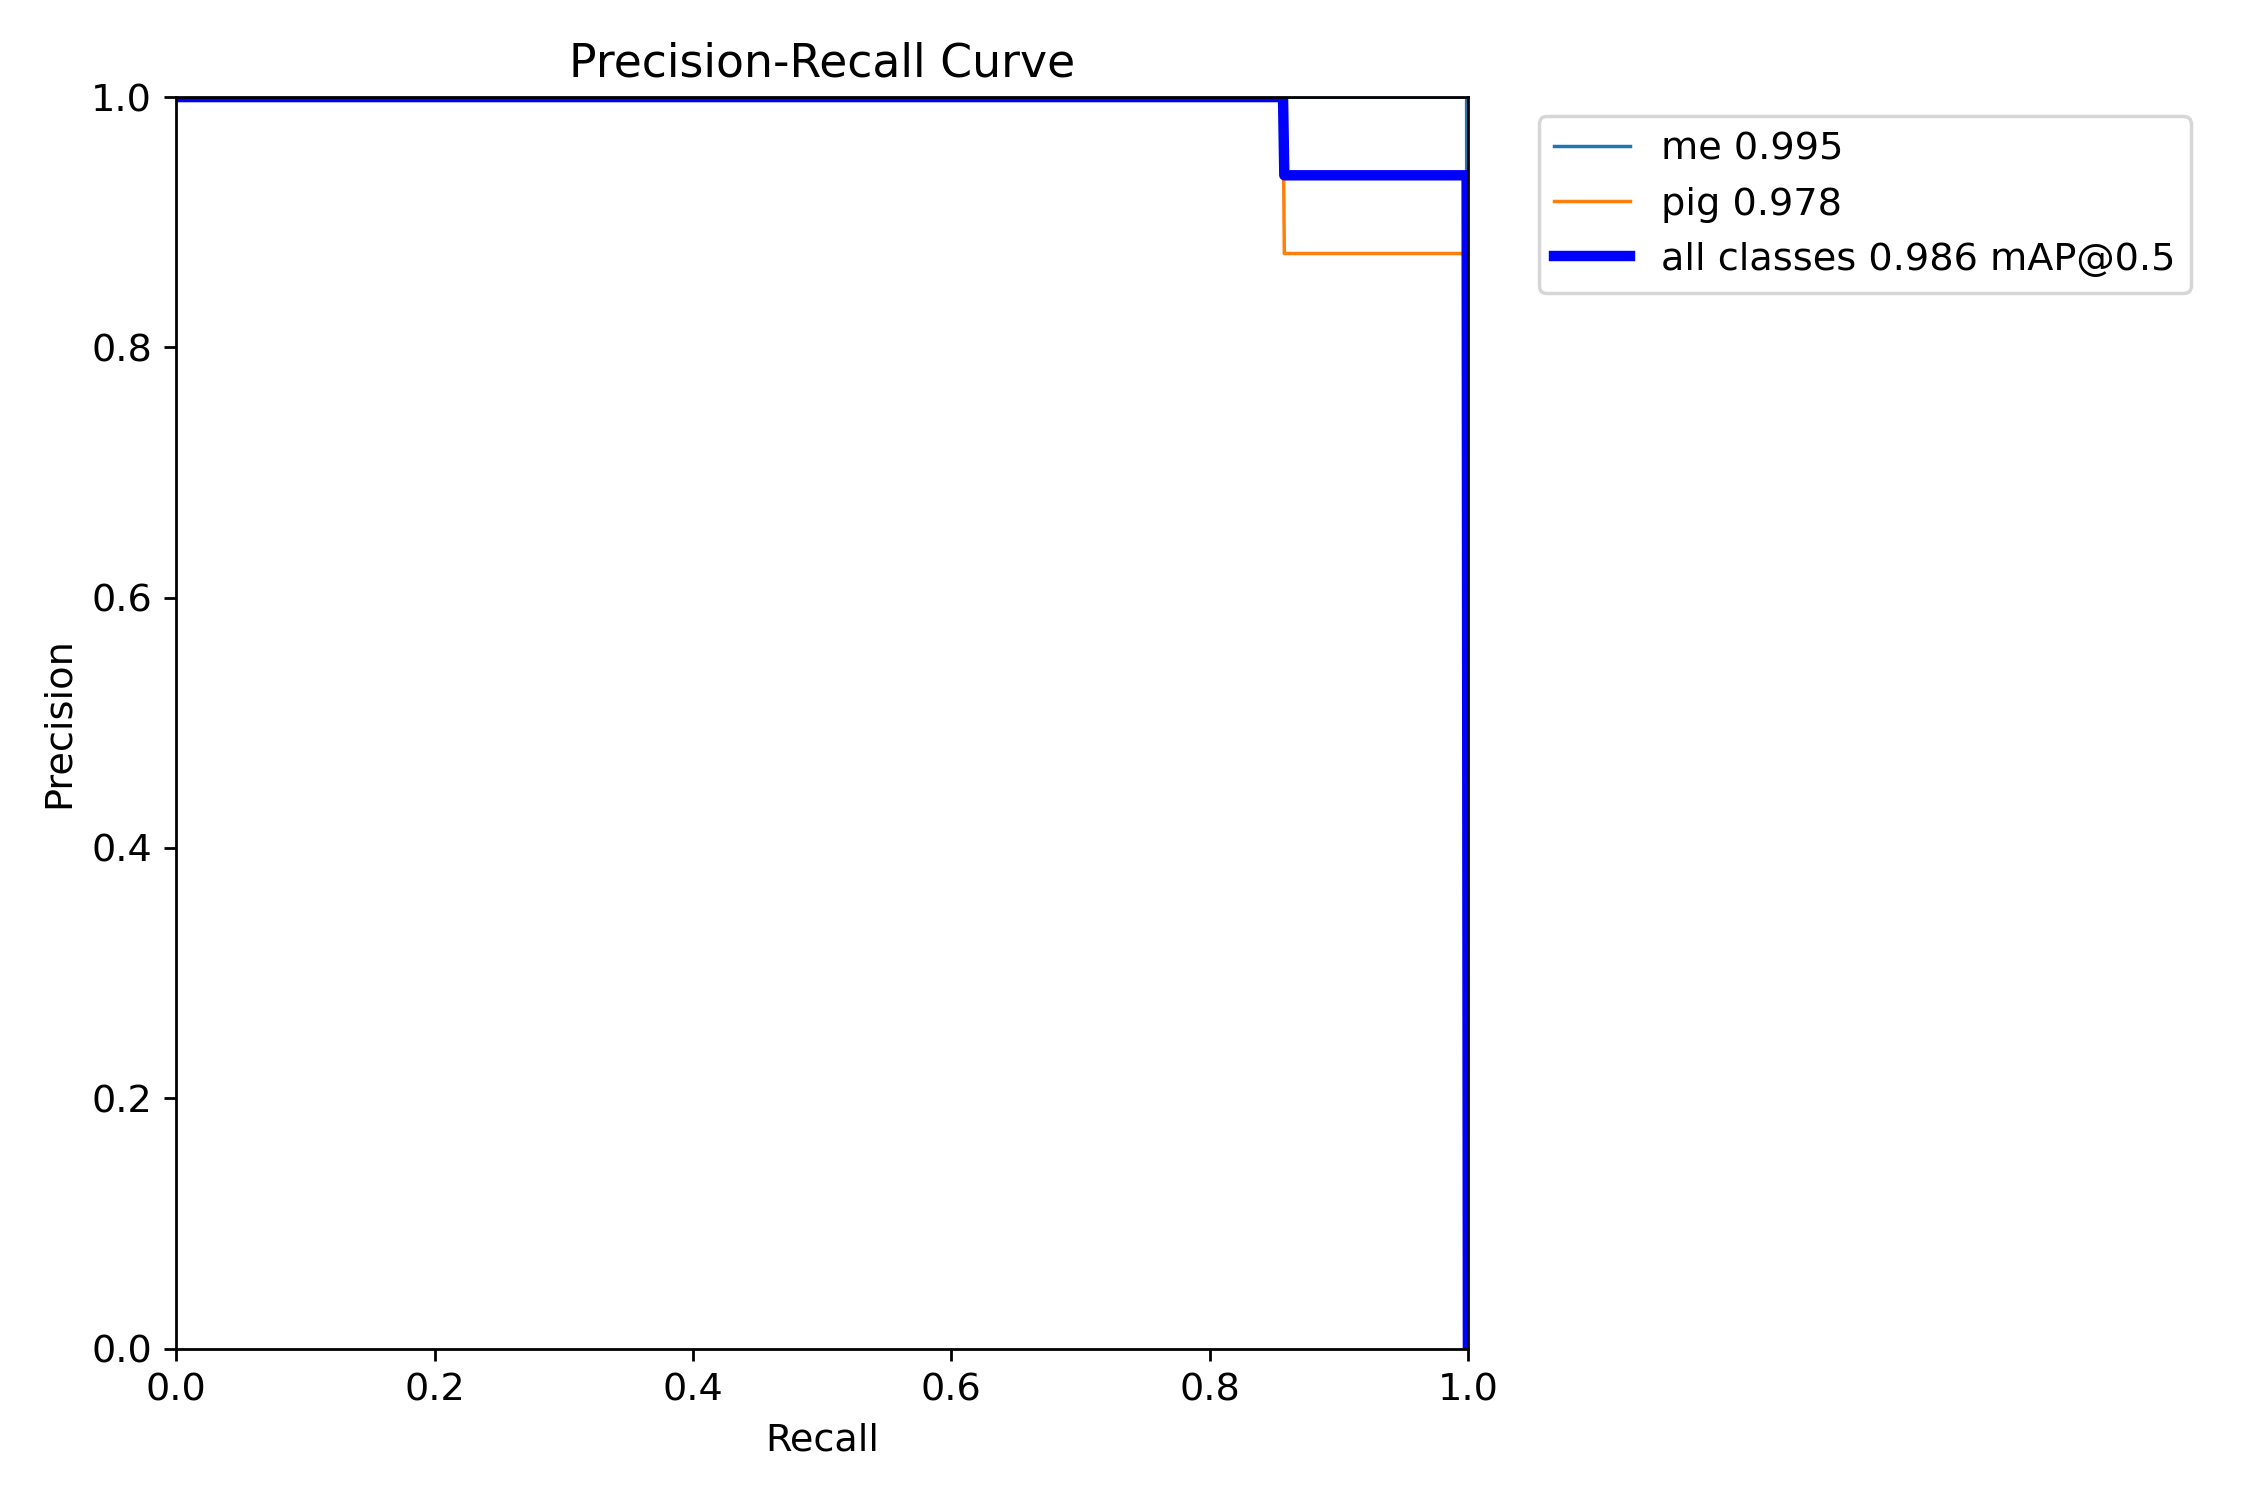 Precision-Recall Curve
1.0
0.8
0.6
0.4
0.2
0.0
Precision
0.0 0.2 0.4 0.6 0.8 1.0
Recall
me 0.995
pig 0.978
all classes 0.986 mAP@0.5